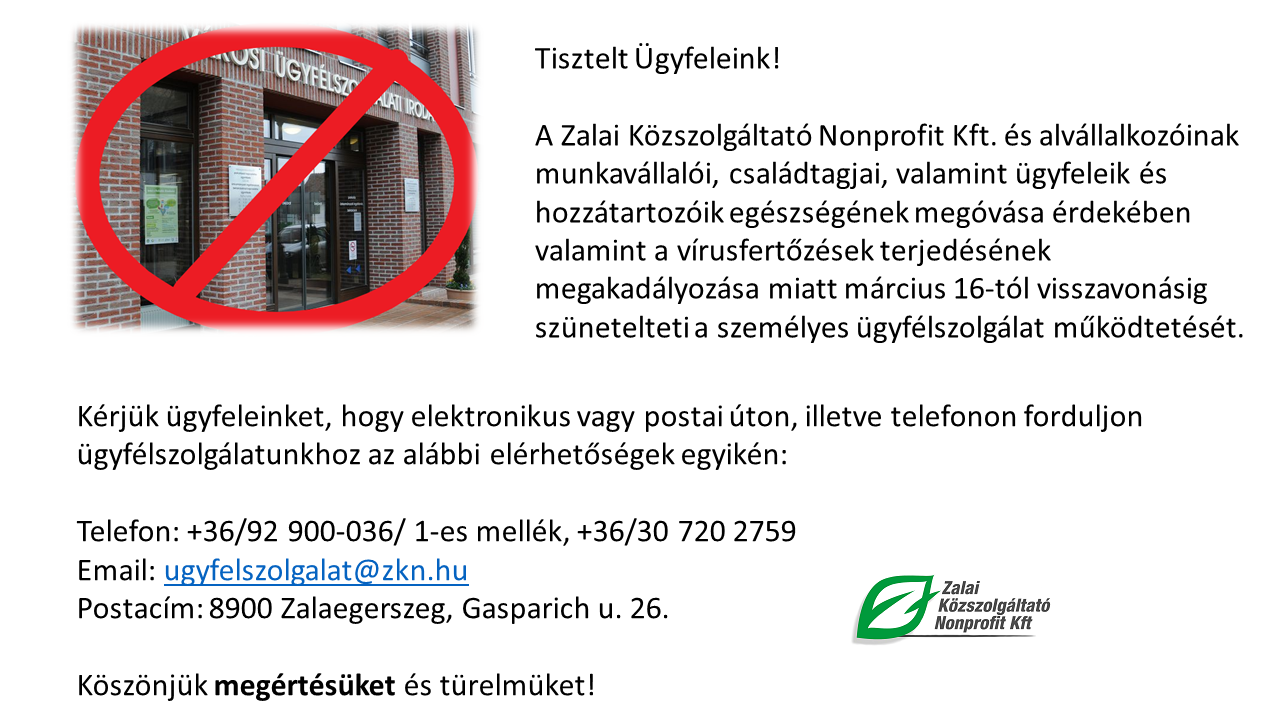 VÁROSI ÜGYFÉLSZOLGÁLATI IRODA
Tisztelt Ügyfeleink!
A Zalai Közszolgáltató Nonprofit Kft. és alvállalkozóinak
munkavállalói, családtagjai, valamint ügyfeleik és
hozzátartozóik egészségének megóvása érdekében
valamint a vírusfertőzések terjedésének
megakadályozása miatt március 16-tól visszavonásig
szünetelteti a személyes ügyfélszolgálat működtetését.
Kérjük ügyfeleinket, hogy elektronikus vagy postai úton, illetve telefonon forduljon
ügyfélszolgálatunkhoz az alábbi elérhetőségek egyikén:
Telefon: +36/92 900-036/ 1-es mellék, +36/30 720 2759
Email: ugyfelszolgalat@zkn.hu
Postacím: 8900 Zalaegerszeg, Gasparich u. 26.
Zalai
Közszolgáltató
Nonprofit Kft
Köszönjük megértésüket és türelmüket!